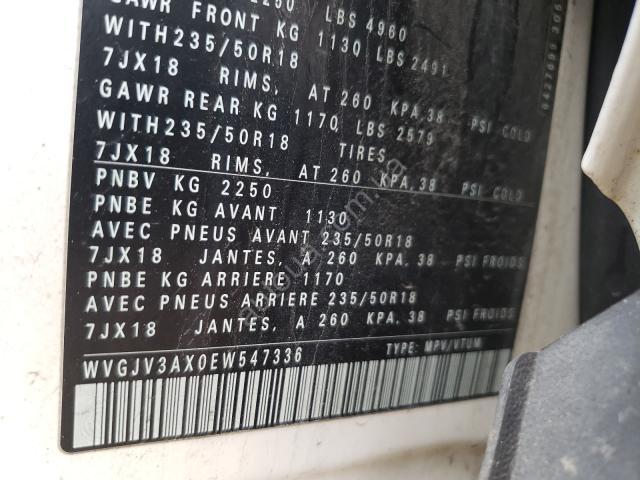 2250 LBS 4960
GAWR FRONT KG 1130 LBS 2491
WITH235/50R18
7JX18 RIMS, AT 260 KPA,38 PSI COLD
GAWR REAR KG 1170 LBS 2579
WITH235/50R18 TIRES
7JX18 RIMS, AT 260 KPA,38 PSI COLD
PNBV KG 2250
PNBE KG AVANT 1130
AVEC PNEUS AVANT 235/50R18
7JX18 JANTES, A 260 KPA, 38 PSI FROIDS
PNBE KG ARRIERE 1170
AVEC PNEUS ARRIERE 235/50R18
7JX18 JANTES, A 260 KPA, 38 PSI FROIDS
WVGJV3AX0EW547336 TYPE: MPV/VTUM